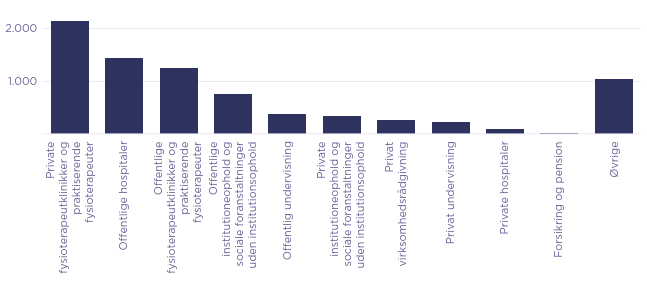 2.000
1.000
Private
fysioterapeutklinikker og
praktiserende
fysioterapeuter
Offentlige hospitaler
Offentlige
fysioterapeutklinikker og
praktiserende
fysioterapeuter
Offentlige
institutioneophold og
sociale foranstaltninger
uden institutionsophold
Offentlig undervisning
Private
institutioneophold og
sociale foranstaltninger
uden institutionsophold
Privat
virksomhedsrådgivning
Privat undervisning
Private hospitaler
Forsikring og pension
Øvrige